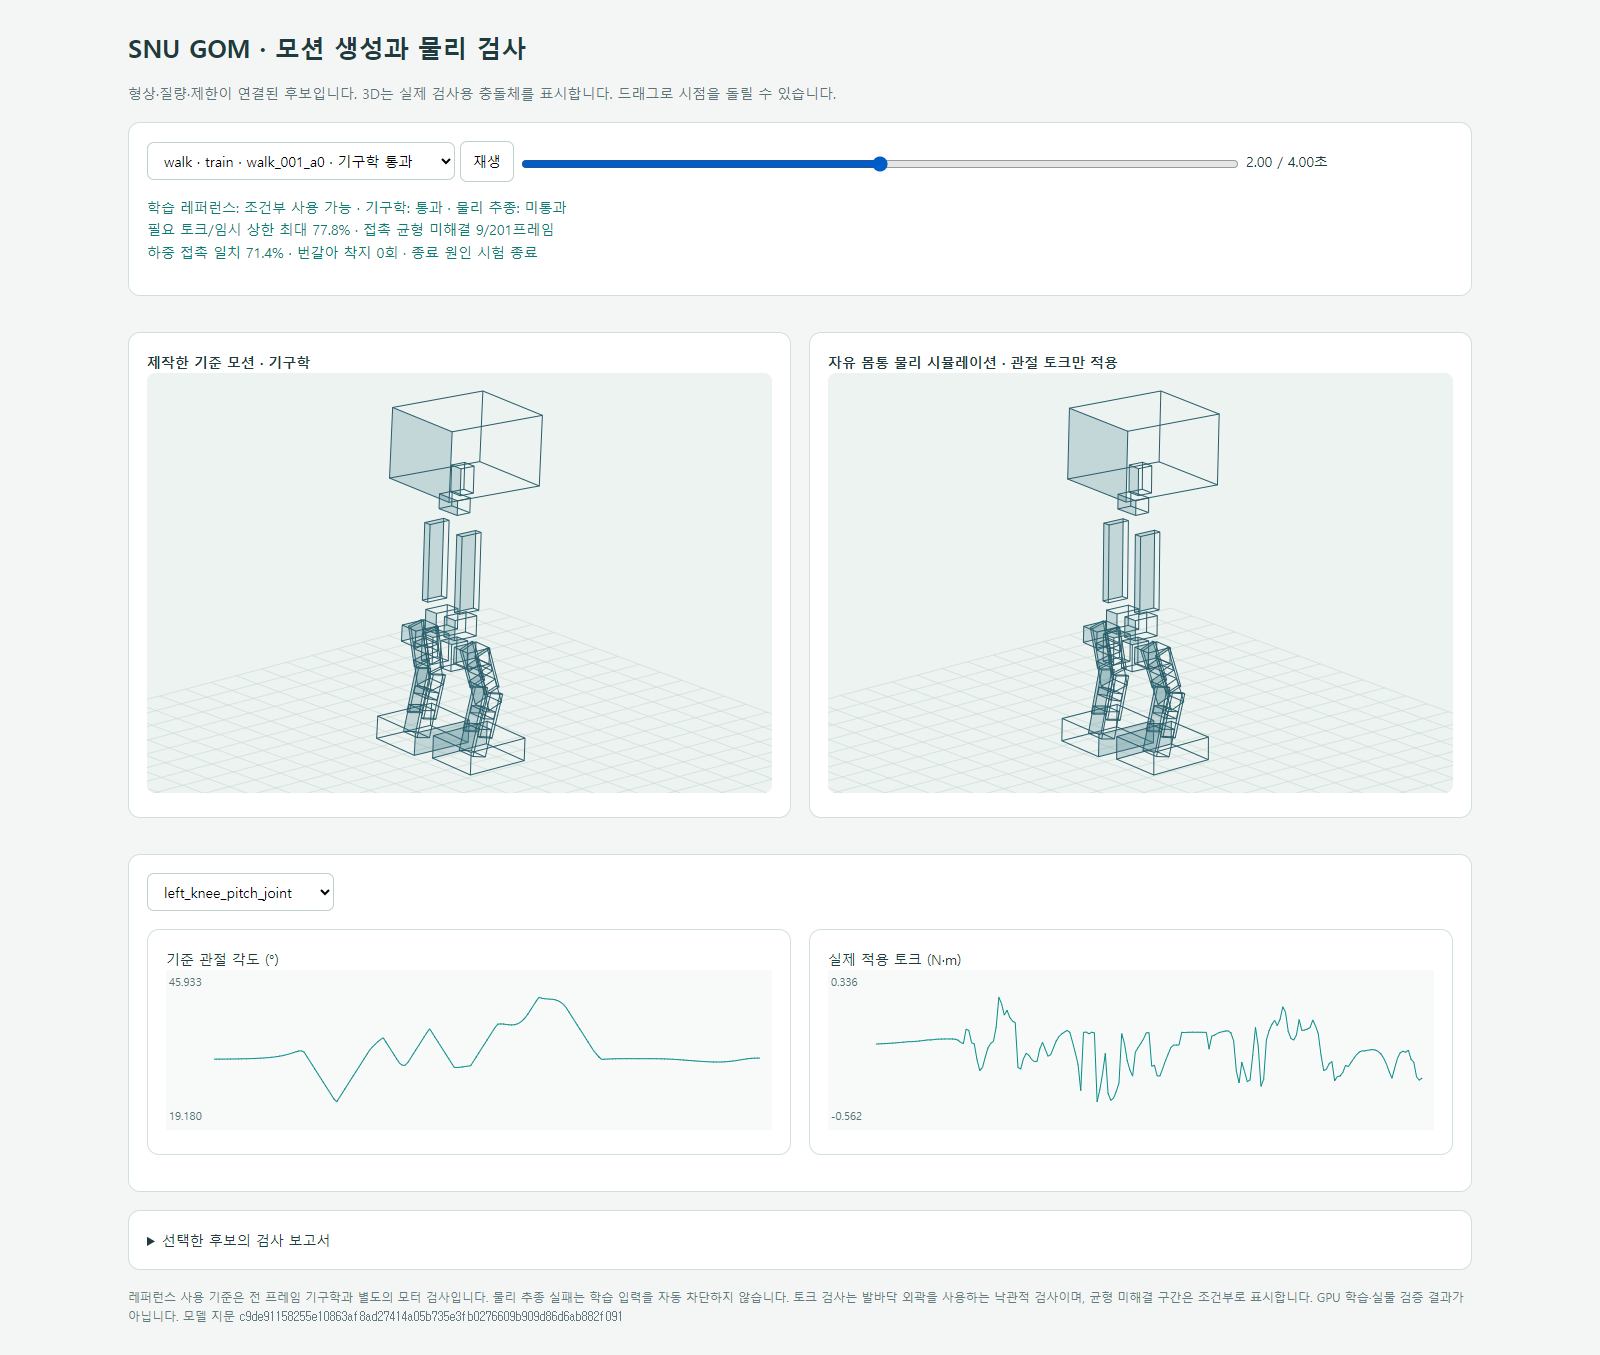 SNU GOM · 모션 생성과 물리 검사
형상·질량·제한이 연결된 후보입니다. 3D는 실제 검사용 충돌체를 표시합니다. 드래그로 시점을 돌릴 수 있습니다.
walk · train · walk_001_a0 · 기구학 통과
재생
2.00 / 4.00초
학습 레퍼런스: 조건부 사용 가능 · 기구학: 통과 · 물리 추종: 미통과
필요 토크/임시 상한 최대 77.8% · 접촉 균형 미해결 9/201프레임
하중 접촉 일치 71.4% · 번갈아 착지 0회 · 종료 원인 시험 종료
제작한 기준 모션 · 기구학
자유 몸통 물리 시뮬레이션 · 관절 토크만 적용
left_knee_pitch_joint
기준 관절 각도 (°)
45.933
19.180
실제 적용 토크 (N·m)
0.336
-0.562
▶ 선택한 후보의 검사 보고서
레퍼런스 사용 기준은 전 프레임 기구학과 별도의 모터 검사입니다. 물리 추종 실패는 학습 입력을 자동 차단하지 않습니다. 토크 검사는 발바닥 외곽을 사용하는 낙관적 검사이며, 균형 미해결 구간은 조건부로 표시합니다. GPU 학습·실물 검증 결과가
아닙니다. 모델 지문 c9de91158255e10863af8ad27414a05b735e3fb0276609b909d86d6ab882f091